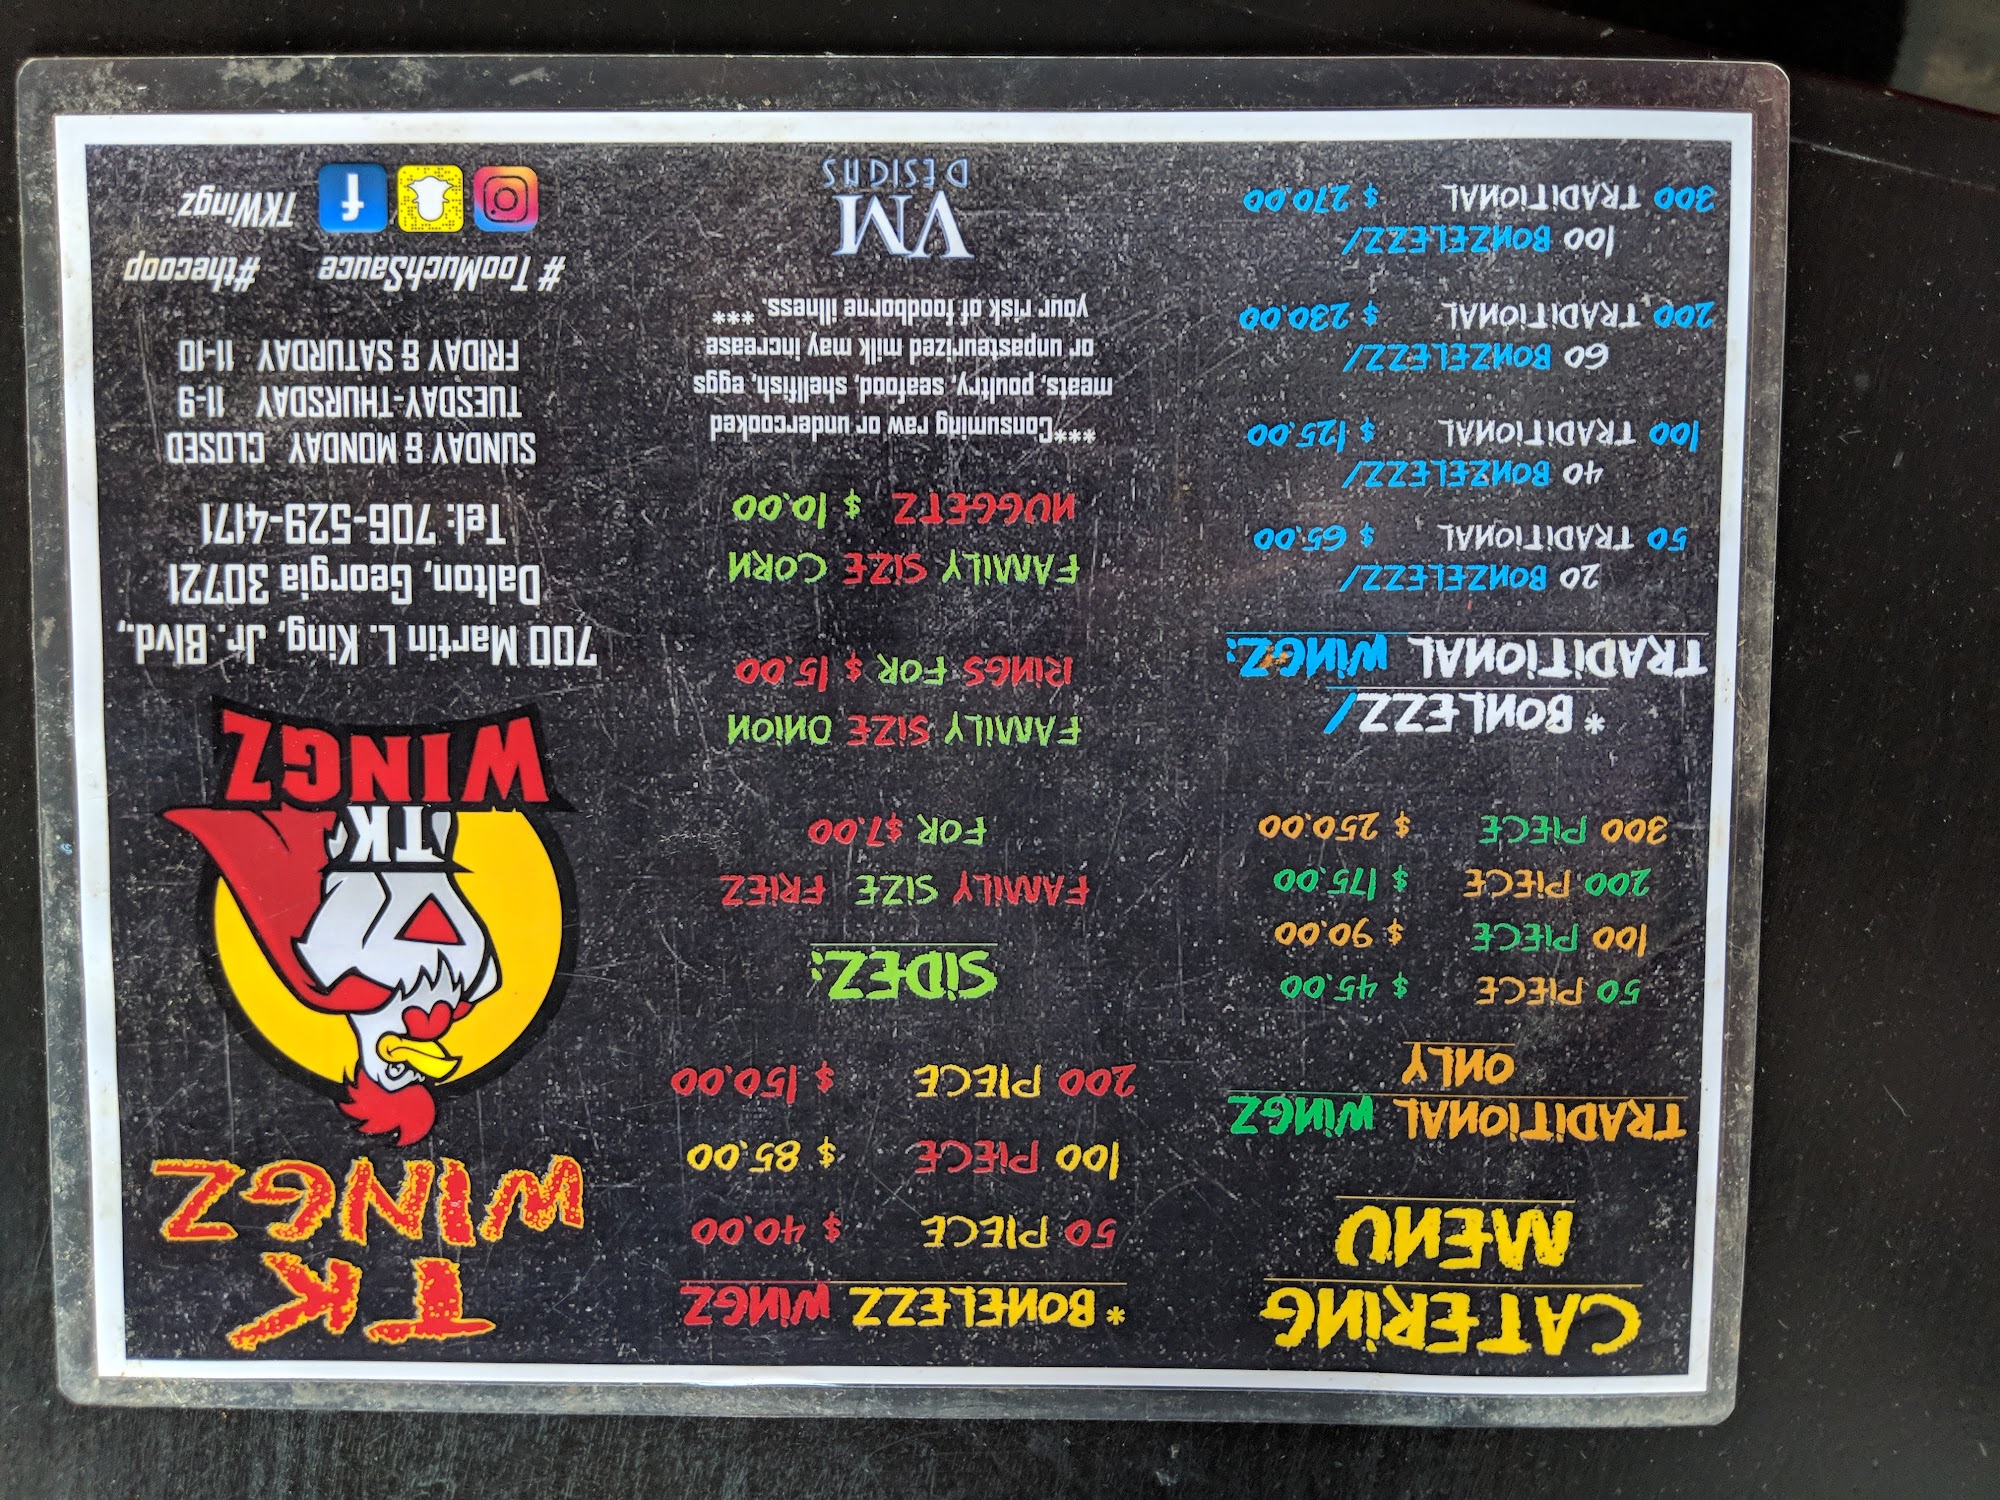 CATERING
MENU
TRADITIONAL WINGZ
ONLY
50 PIECE $ 45.00
100 PIECE $ 90.00
200 PIECE $ 175.00
300 PIECE $ 250.00
* BONLEZZ/
TRADITIONAL WINGZ:
20 BONZELEZZ/
50 TRADITIONAL $ 65.00
40 BONZELEZZ/
100 TRADITIONAL $ 125.00
60 BONZELEZZ/
200 TRADITIONAL $ 230.00
100 BONZELEZZ/
300 TRADITIONAL $ 270.00
* BONELEZZ WINGZ
50 PIECE $ 40.00
100 PIECE $ 85.00
200 PIECE $ 150.00
SIDEZ:
FAMILY SIZE FRIEZ
FOR $7.00
FAMILY SIZE ONION
RINGS FOR $ 15.00
FAMILY SIZE CORN
NUGGETZ $ 10.00
***Consuming raw or undercooked
meats, poultry, seafood, shellfish, eggs
or unpasteurized milk may increase
your risk of foodborne illness. ***
VM
DESIGNS
TK
WINGZ
TK
WINGZ
700 Martin L. King, Jr. Blvd.,
Dalton, Georgia 30721
Tel: 706-529-4171
SUNDAY & MONDAY CLOSED
TUESDAY-THURSDAY 11-9
FRIDAY & SATURDAY 11-10
# TooMuchSauce #thecoop
f TKWingz